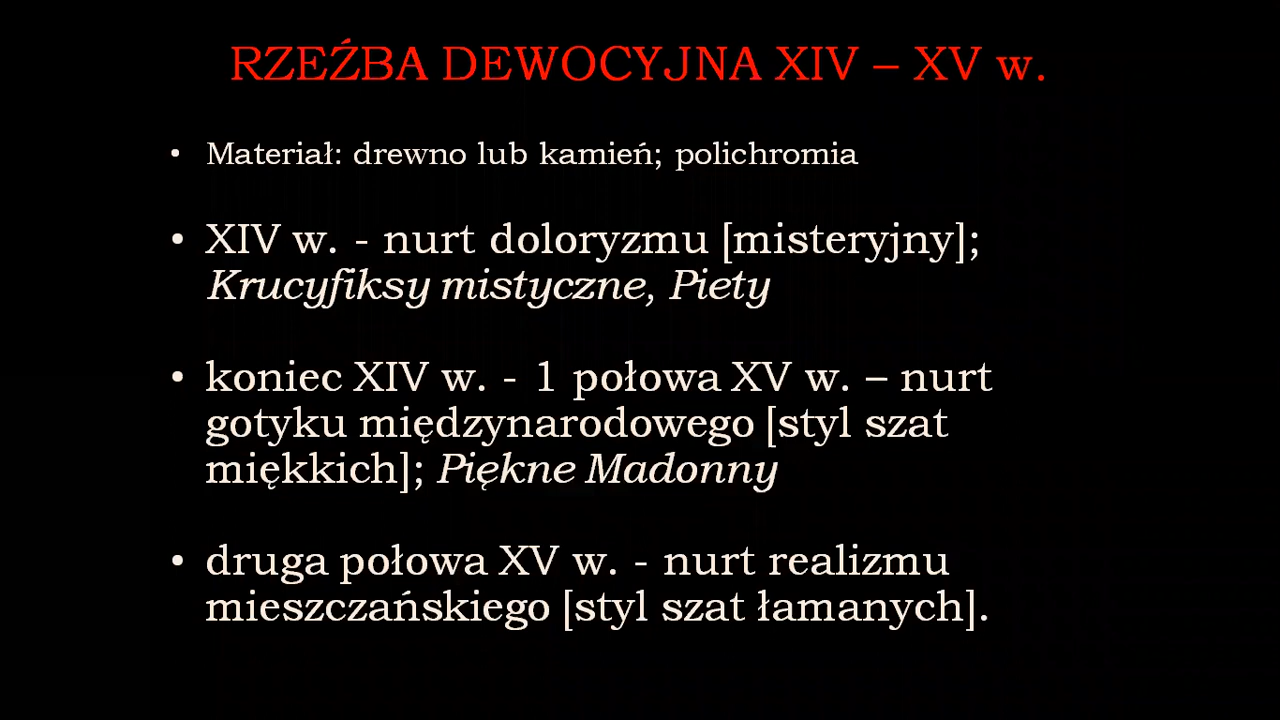 RZEŹBA DEWOCYJNA XIV – XV w.
• Materiał: drewno lub kamień; polichromia
• XIV w. - nurt doloryzmu [misteryjny];
Krucyfiksy mistyczne, Piety
• koniec XIV w. - 1 połowa XV w. – nurt
gotyku międzynarodowego [styl szat
miękkich]; Piękne Madonny
• druga połowa XV w. - nurt realizmu
mieszczańskiego [styl szat łamanych].